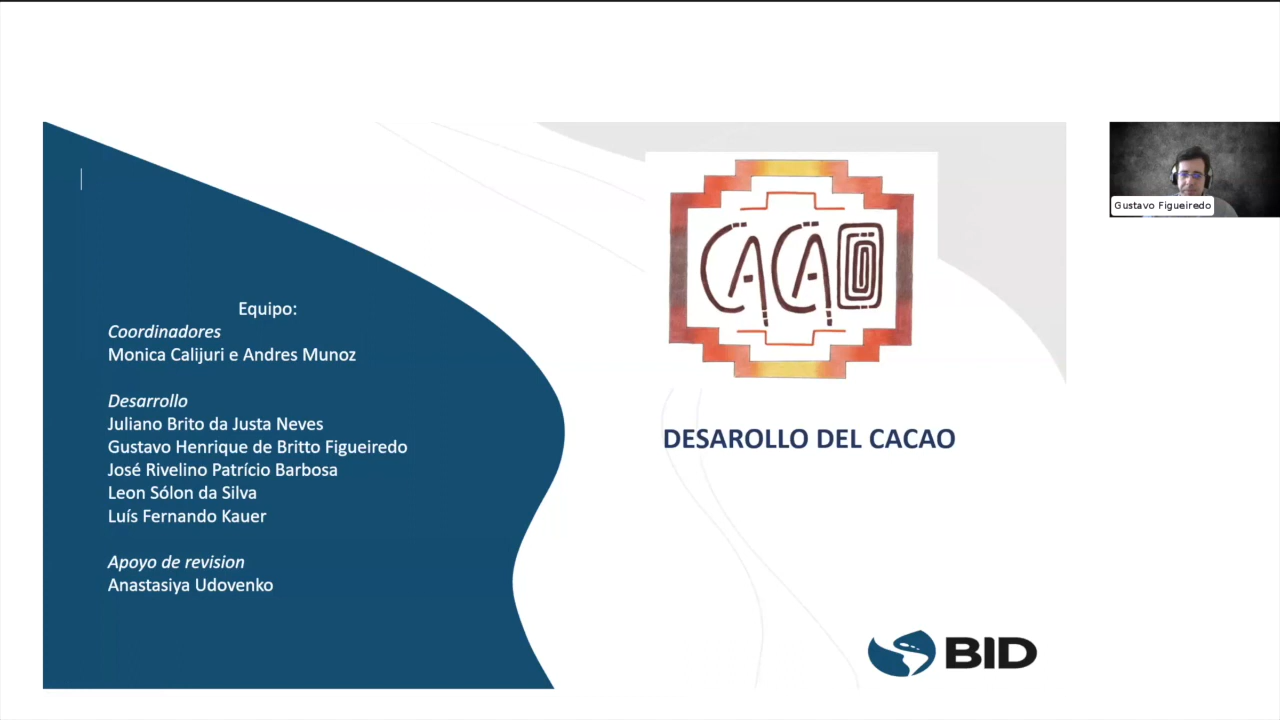 Equipo:
Coordinadores
Monica Calijuri e Andres Munoz
Desarrollo
Juliano Brito da Justa Neves
Gustavo Henrique de Britto Figueiredo
José Rivelino Patrício Barbosa
Leon Sólon da Silva
Luís Fernando Kauer
Apoyo de revision
Anastasiya Udovenko
CACAO
DESAROLLO DEL CACAO
BID
Gustavo Figueiredo